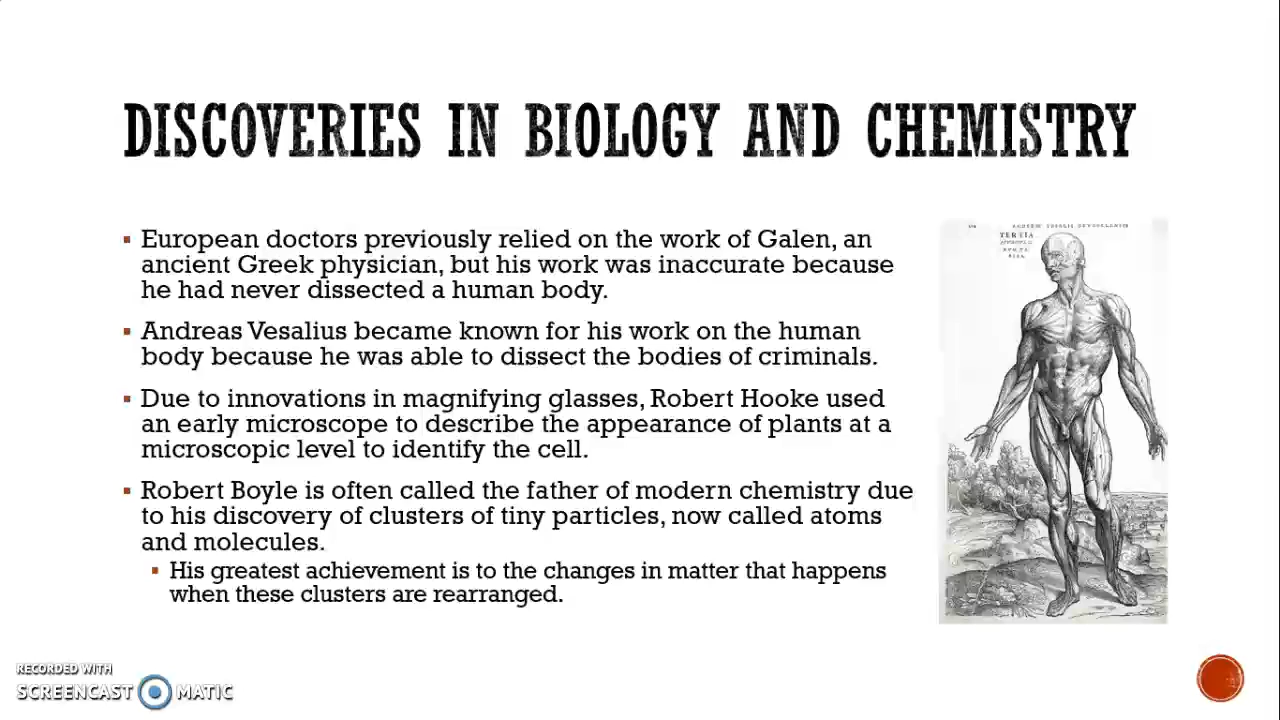 DISCOVERIES IN BIOLOGY AND CHEMISTRY
▪ European doctors previously relied on the work of Galen, an
ancient Greek physician, but his work was inaccurate because
he had never dissected a human body.
▪ Andreas Vesalius became known for his work on the human
body because he was able to dissect the bodies of criminals.
▪ Due to innovations in magnifying glasses, Robert Hooke used
an early microscope to describe the appearance of plants at a
microscopic level to identify the cell.
▪ Robert Boyle is often called the father of modern chemistry due
to his discovery of clusters of tiny particles, now called atoms
and molecules.
▪ His greatest achievement is to the changes in matter that happens
when these clusters are rearranged.
TERTIA
RECORDED WITH
SCREENCAST MATIC